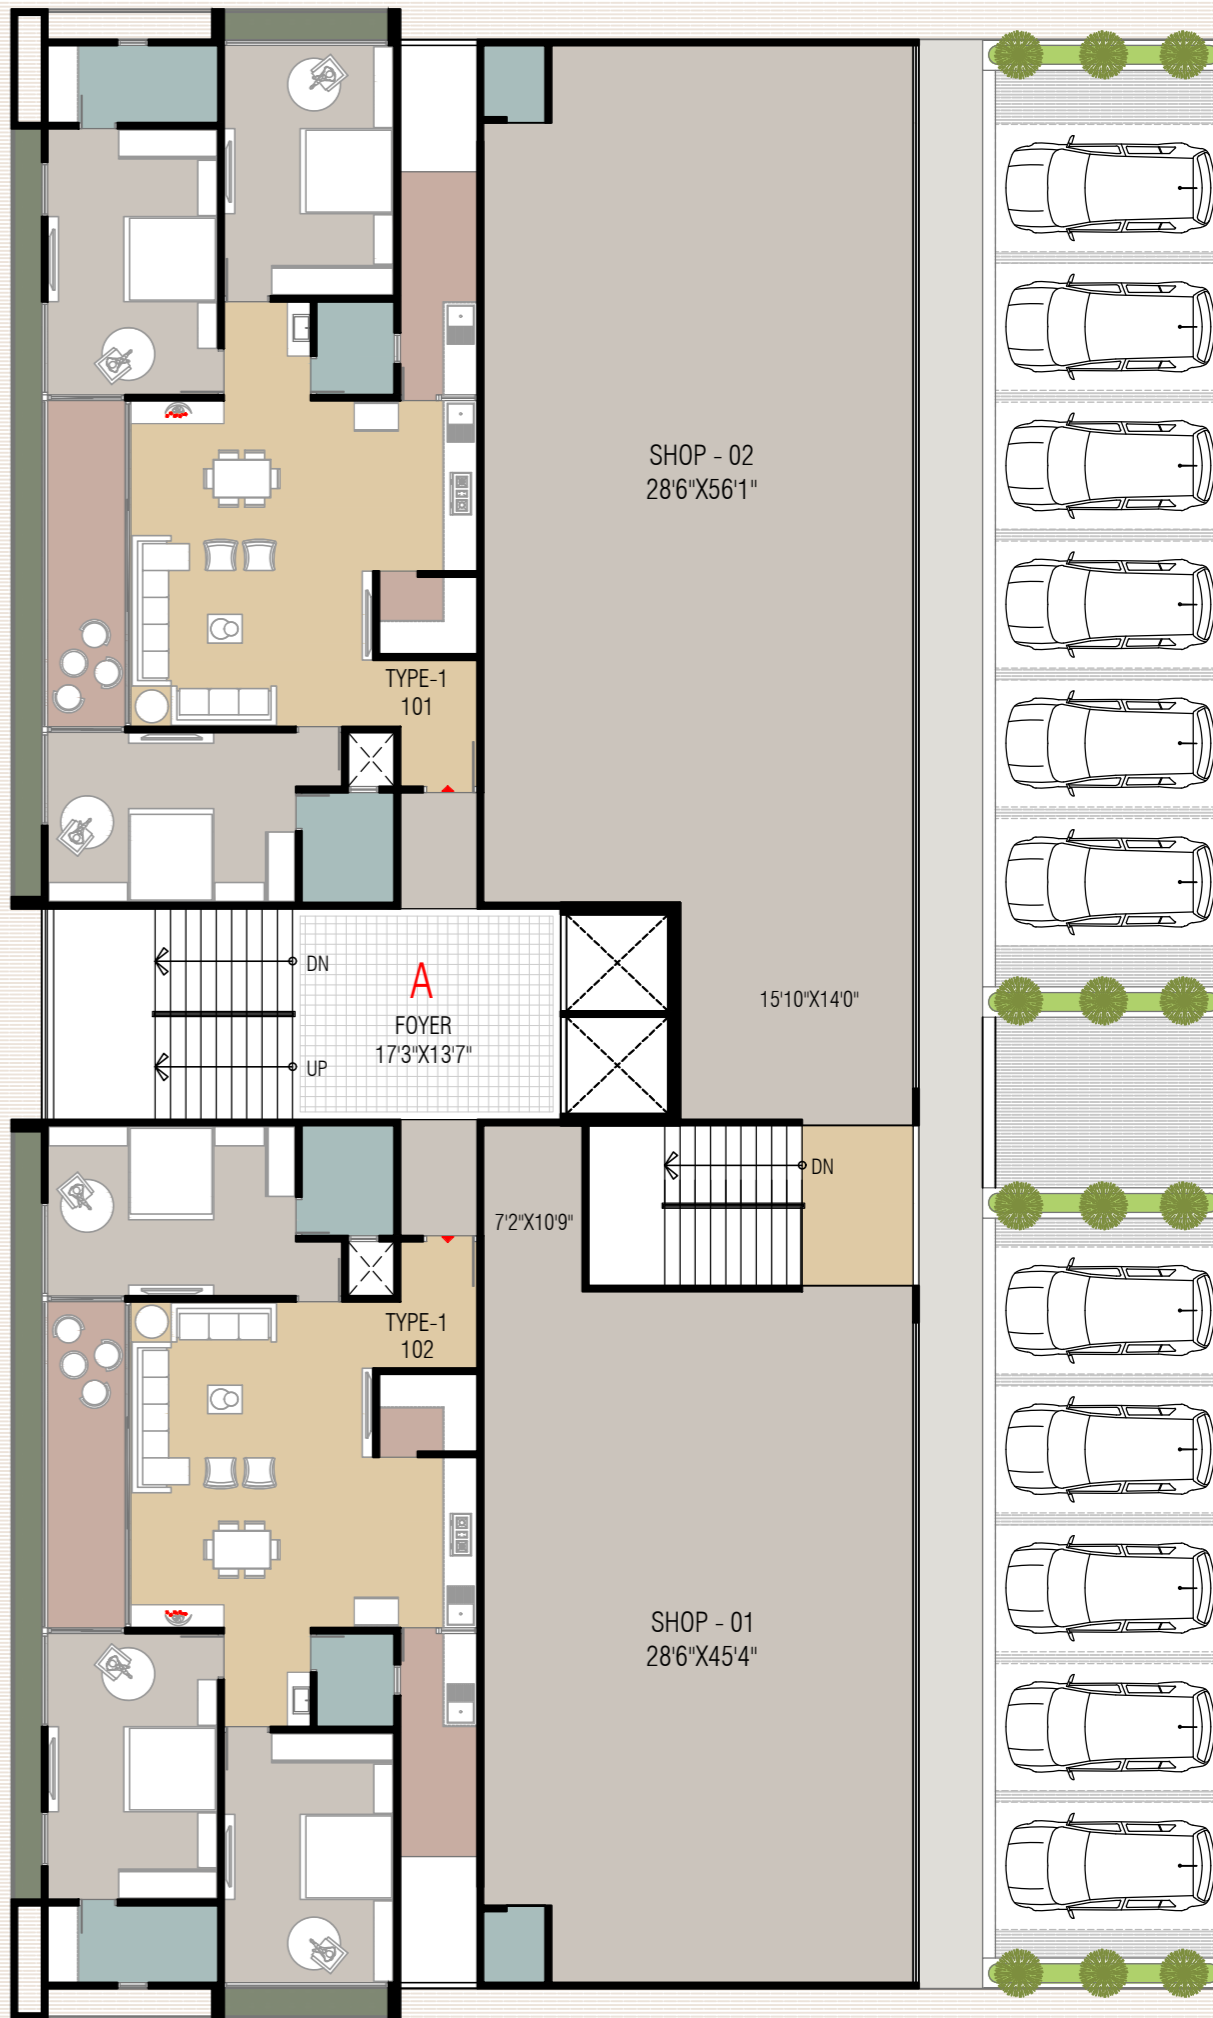 SHOP - 02
28'6"X56'1"
TYPE-1
101
DN
A
FOYER
17'3"X13'7"
UP
15'10"X14'0"
DN
7'2"X10'9"
TYPE-1
102
SHOP - 01
28'6"X45'4"